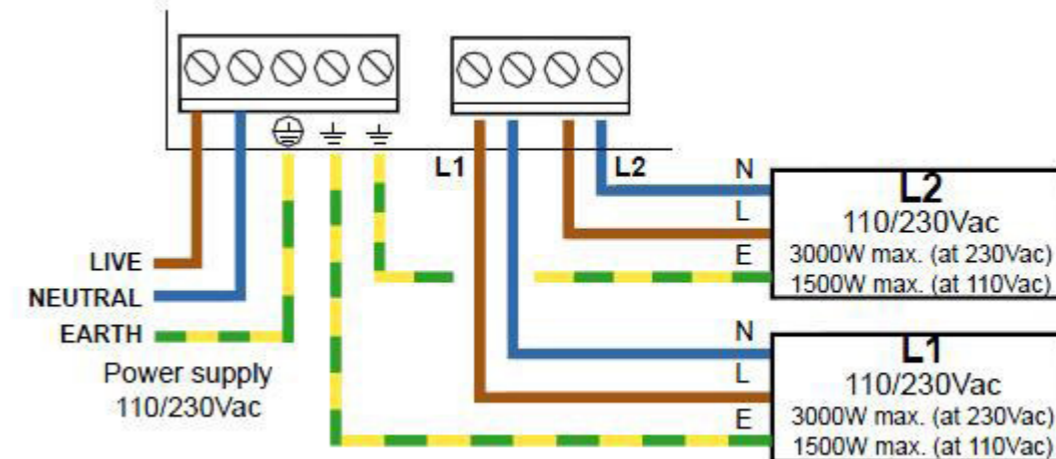 L1
L2
LIVE
NEUTRAL
EARTH
Power supply
110/230Vac
N
L
E
L2
110/230Vac
3000W max. (at 230Vac)
1500W max. (at 110Vac)
N
L
E
L1
110/230Vac
3000W max. (at 230Vac)
1500W max. (at 110Vac)